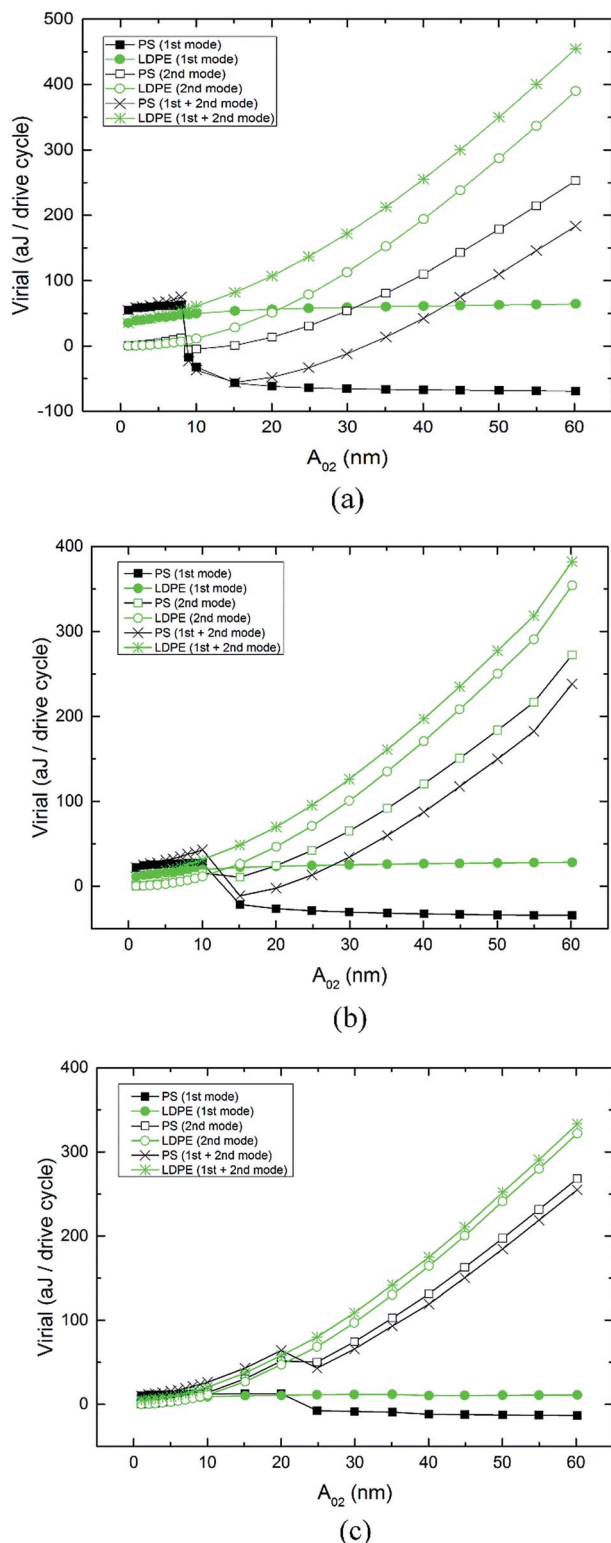 500
400
300
200
100
0
-100
Virial (aJ / drive cycle)
PS (1st mode)
LDPE (1st mode)
PS (2nd mode)
LDPE (2nd mode)
PS (1st + 2nd mode)
LDPE (1st + 2nd mode)
0 10 20 30 40 50 60
A02 (nm)
(a)
400
300
200
100
0
Virial (aJ / drive cycle)
PS (1st mode)
LDPE (1st mode)
PS (2nd mode)
LDPE (2nd mode)
PS (1st + 2nd mode)
LDPE (1st + 2nd mode)
0 10 20 30 40 50 60
A02 (nm)
(b)
400
300
200
100
0
Virial (aJ / drive cycle)
PS (1st mode)
LDPE (1st mode)
PS (2nd mode)
LDPE (2nd mode)
PS (1st + 2nd mode)
LDPE (1st + 2nd mode)
0 10 20 30 40 50 60
A02 (nm)
(c)